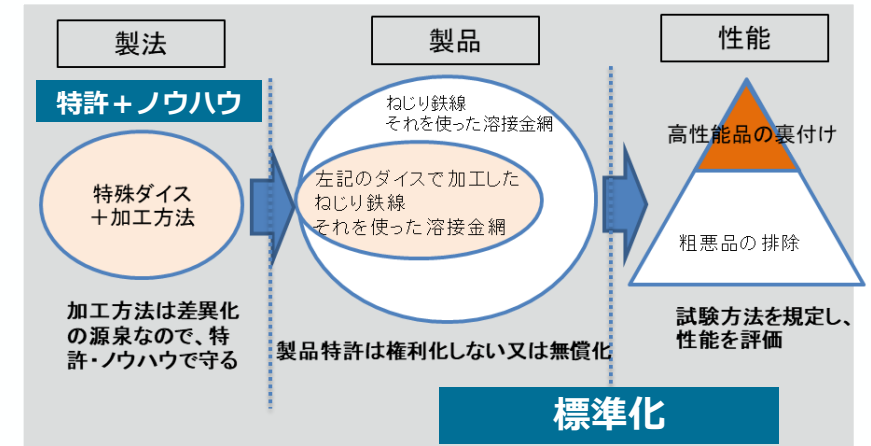 製法
特許＋ノウハウ
特殊ダイス
＋加工方法
加工方法は差異化
の源泉なので、特
許・ノウハウで守る
製品
ねじり鉄線
それを使った溶接金網
左記のダイスで加工した
ねじり鉄線
それを使った溶接金網
製品特許は権利化しない又は無償化
性能
高性能品の裏付け
粗悪品の排除
試験方法を規定し、
性能を評価
標準化